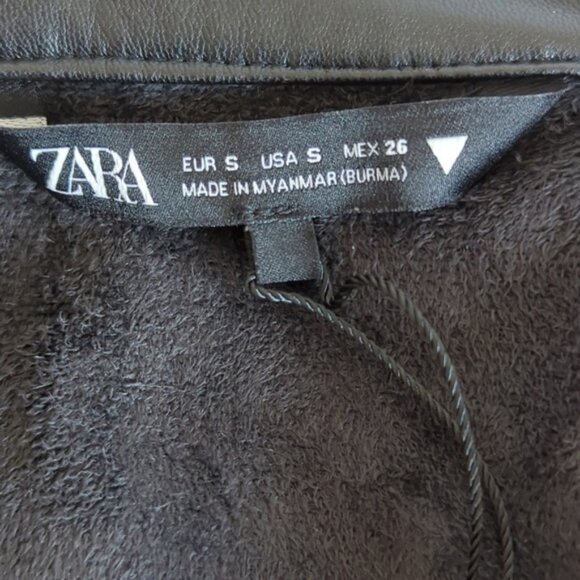 ZARA
EUR S USA S MEX 26
MADE IN MYANMAR (BURMA)